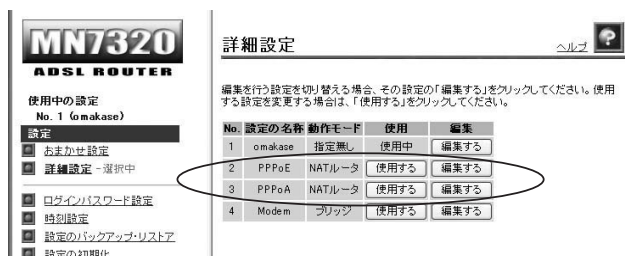 MN7320
ADSL ROUTER
使用中の設定
No. 1 (omakase)
設定
おまかせ設定
詳細設定 -選択中
ログインパスワード設定
時刻設定
設定のバックアップ・リストア
設定の初期化
詳細設定
ヘルプ ?
編集を行う設定を切り替える場合、その設定の「編集する」をクリックしてください。使用
する設定を変更する場合は、「使用する」をクリックしてください。
No. 設定の名称 動作モード 使用 編集
1 omakase 指定無し 使用中 編集する
2 PPPoE NATルータ 使用する 編集する
3 PPPoA NATルータ 使用する 編集する
4 Modem ブリッジ 使用する 編集する